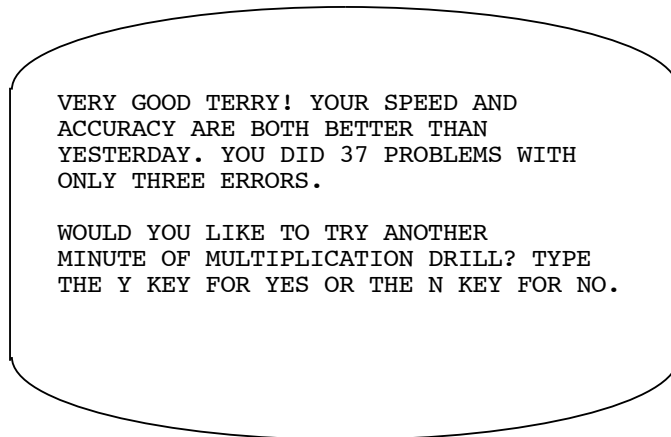 VERY GOOD TERRY! YOUR SPEED AND
ACCURACY ARE BOTH BETTER THAN
YESTERDAY. YOU DID 37 PROBLEMS WITH
ONLY THREE ERRORS.
WOULD YOU LIKE TO TRY ANOTHER
MINUTE OF MULTIPLICATION DRILL? TYPE
THE Y KEY FOR YES OR THE N KEY FOR NO.